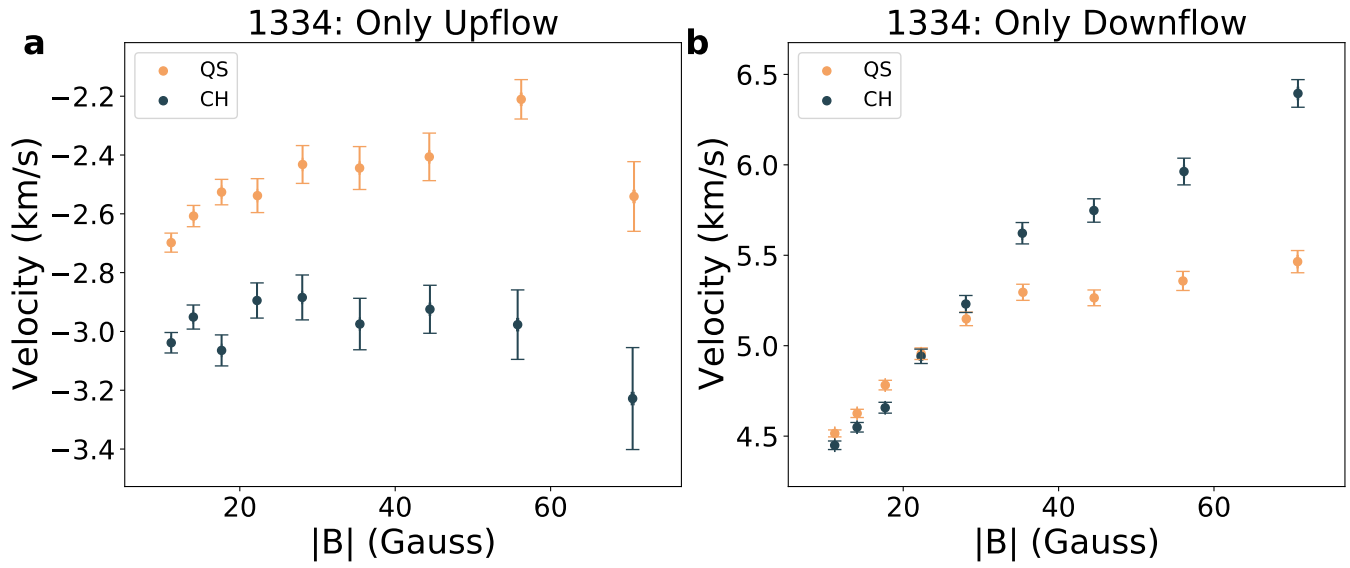 a
1334: Only Upflow
QS
CH
Velocity (km/s)
−2.2
−2.4
−2.6
−2.8
−3.0
−3.2
−3.4
20
40
60
|B| (Gauss)
b
1334: Only Downflow
QS
CH
Velocity (km/s)
6.5
6.0
5.5
5.0
4.5
20
40
60
|B| (Gauss)